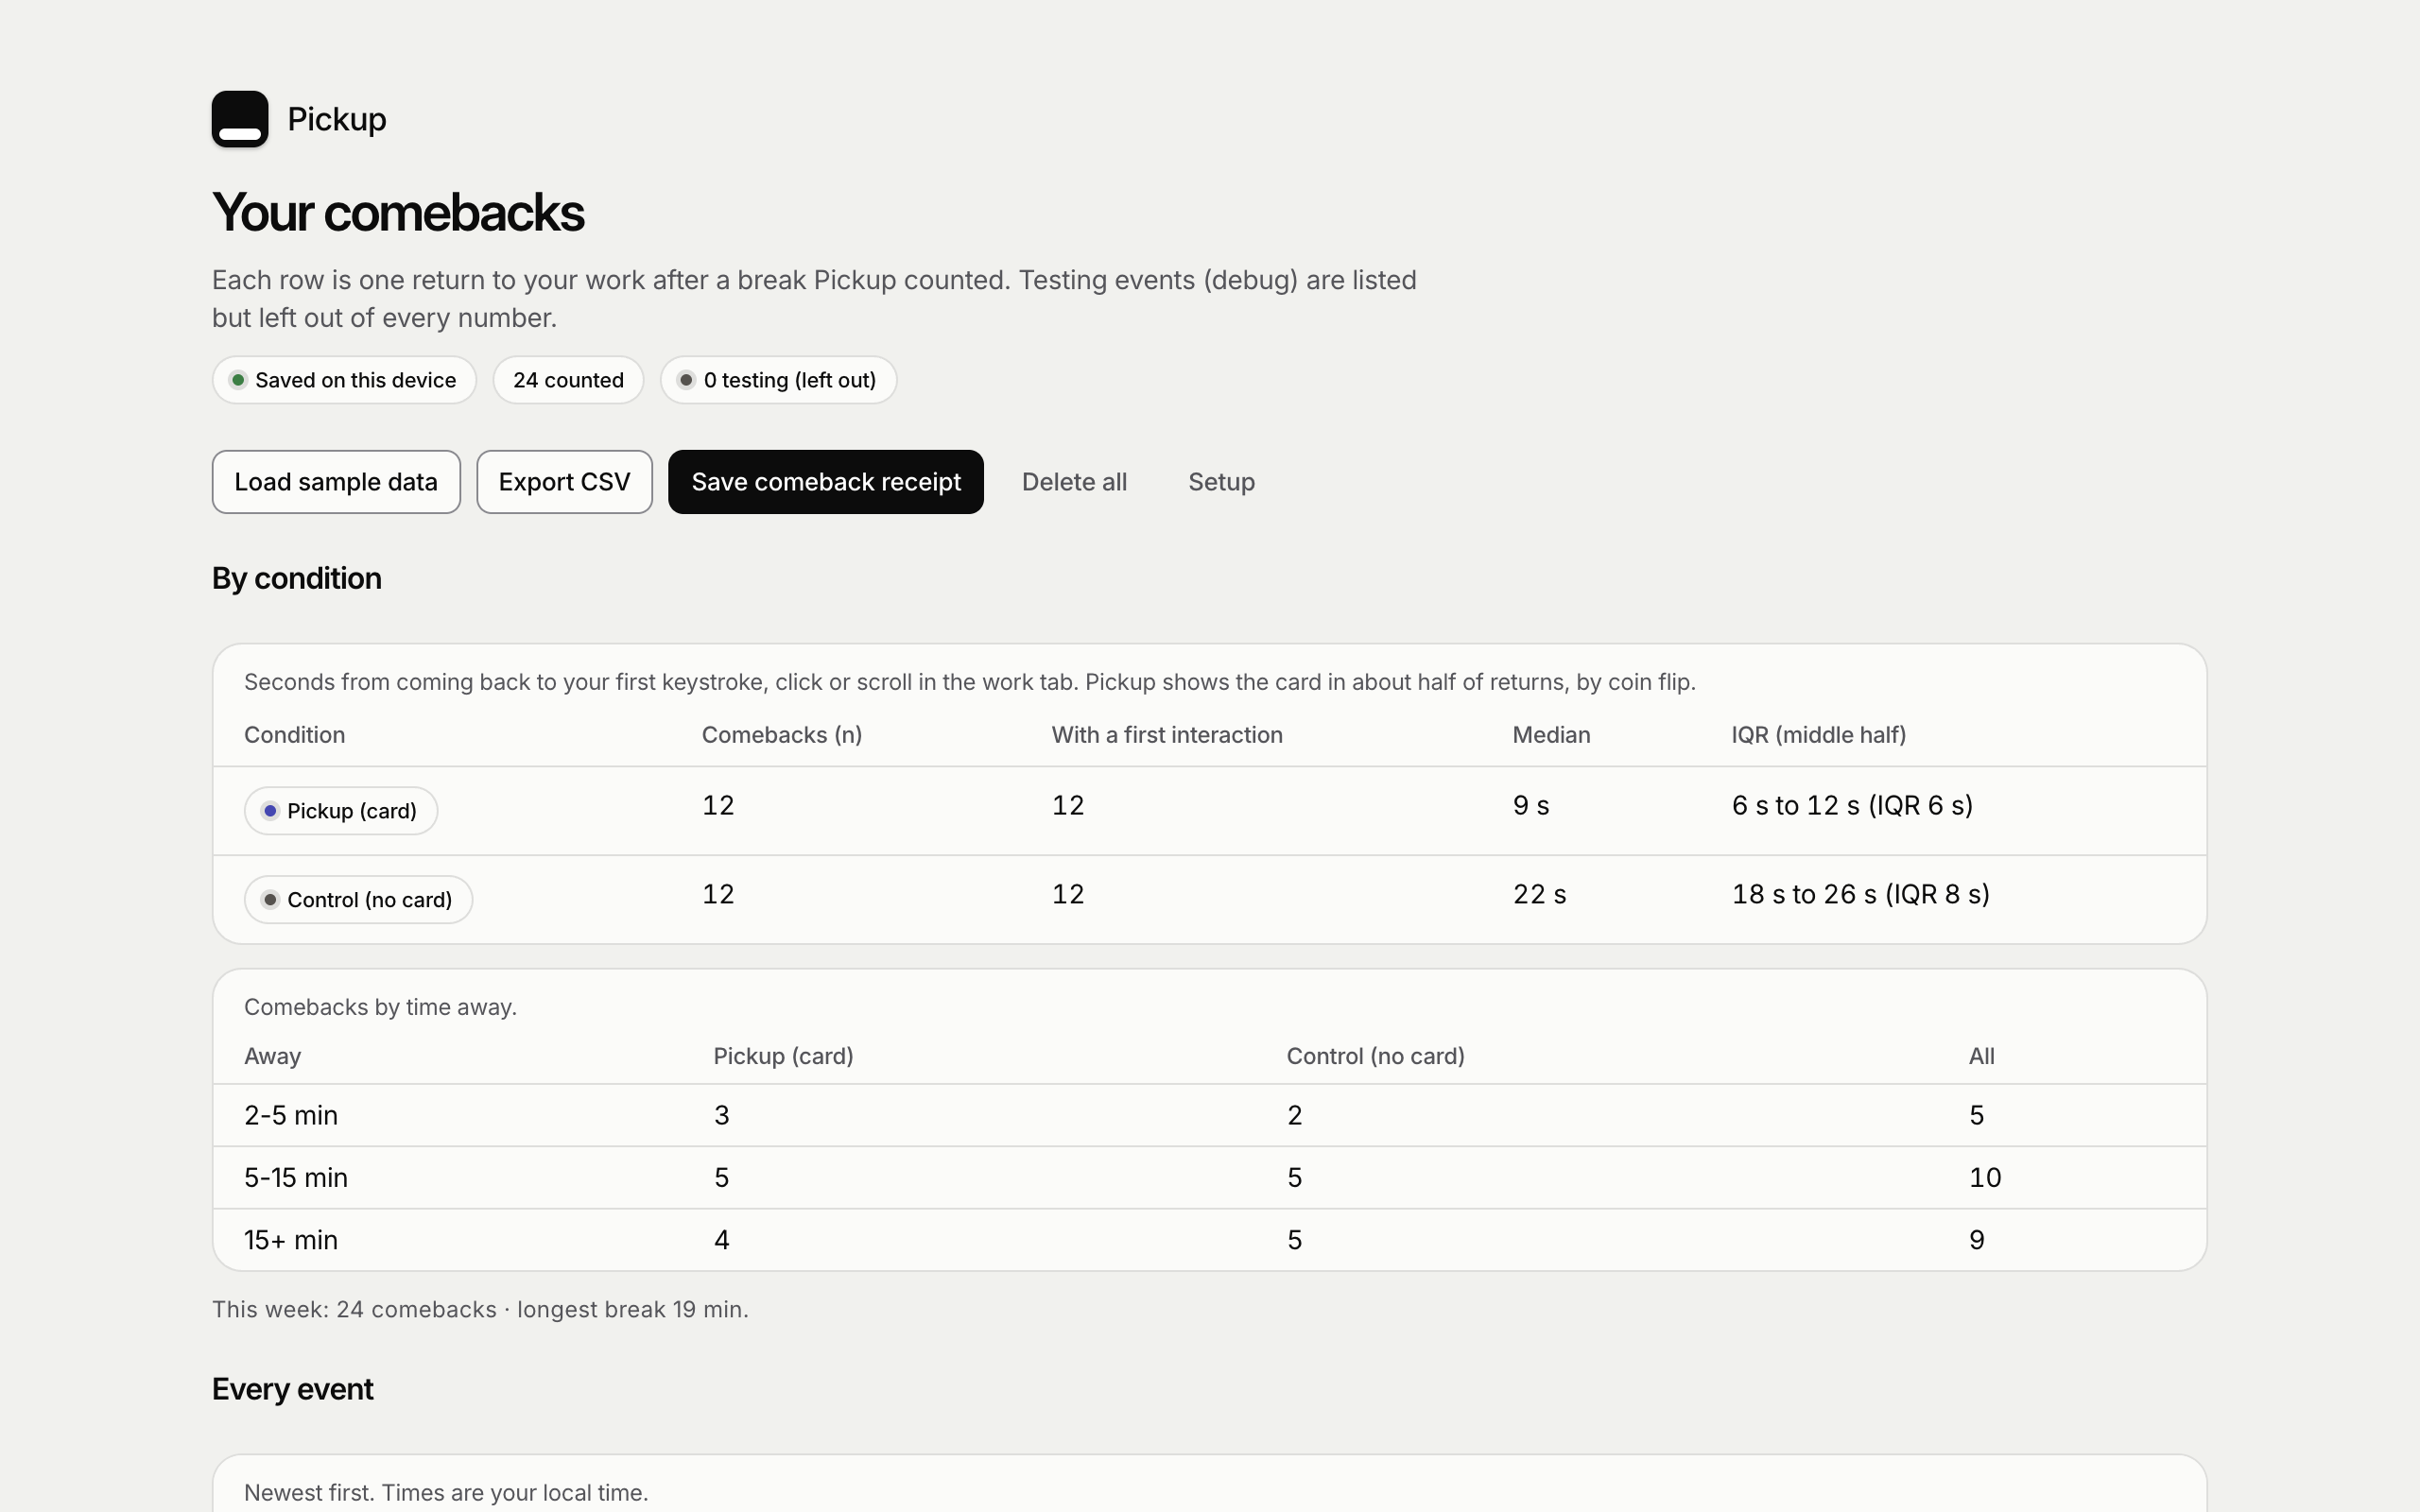 Pickup
Your comebacks
Each row is one return to your work after a break Pickup counted. Testing events (debug) are listed
but left out of every number.
Saved on this device 24 counted 0 testing (left out)
Load sample data Export CSV Save comeback receipt Delete all Setup
By condition
Seconds from coming back to your first keystroke, click or scroll in the work tab. Pickup shows the card in about half of returns, by coin flip.
Condition Comebacks (n) With a first interaction Median IQR (middle half)
Pickup (card) 12 12 9 s 6 s to 12 s (IQR 6 s)
Control (no card) 12 12 22 s 18 s to 26 s (IQR 8 s)
Comebacks by time away.
Away Pickup (card) Control (no card) All
2-5 min 3 2 5
5-15 min 5 5 10
15+ min 4 5 9
This week: 24 comebacks · longest break 19 min.
Every event
Newest first. Times are your local time.